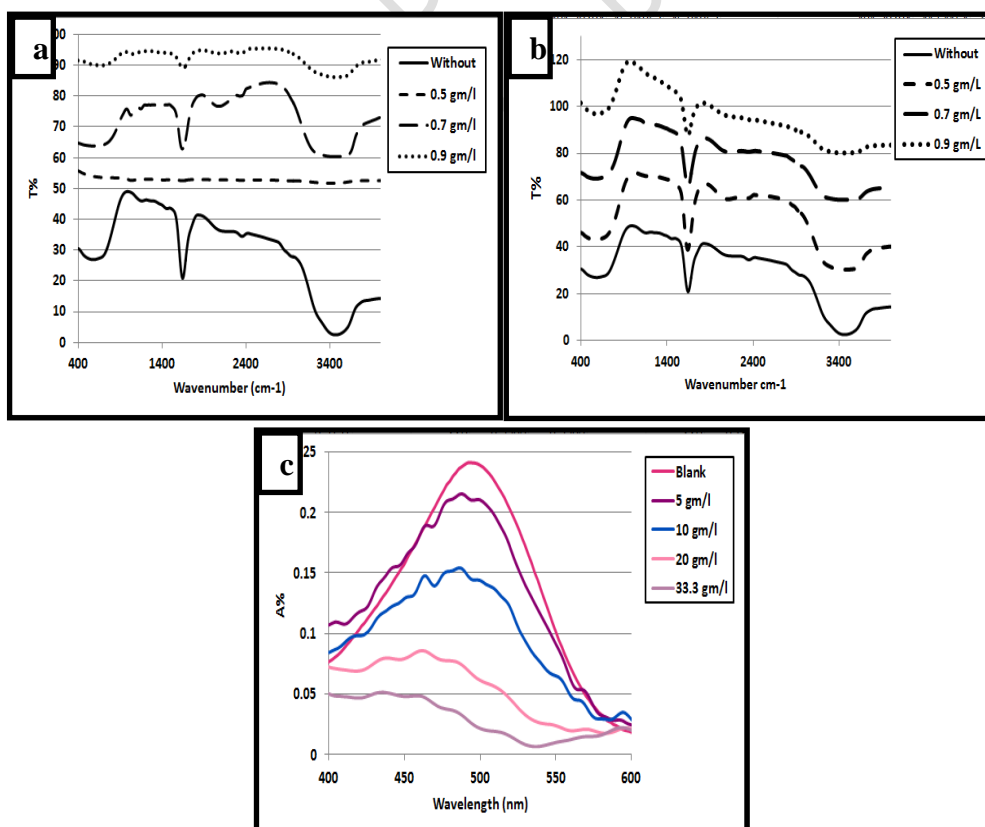 a
00
90
80
70
60
50
40
30
20
10
0
T%
400
1400
2400
3400
Wavenumber (cm-1)
Without
0.5 gm/l
0.7 gm/l
0.9 gm/l
b
120
100
80
60
40
20
0
T%
400
1400
2400
3400
Wavenumber cm-1
Without
0.5 gm/L
0.7 gm/L
0.9 gm/L
c
25
0.2
0.15
0.1
0.05
0
A%
400
450
500
550
600
Wavelength (nm)
Blank
5 gm/l
10 gm/l
20 gm/l
33.3 gm/l